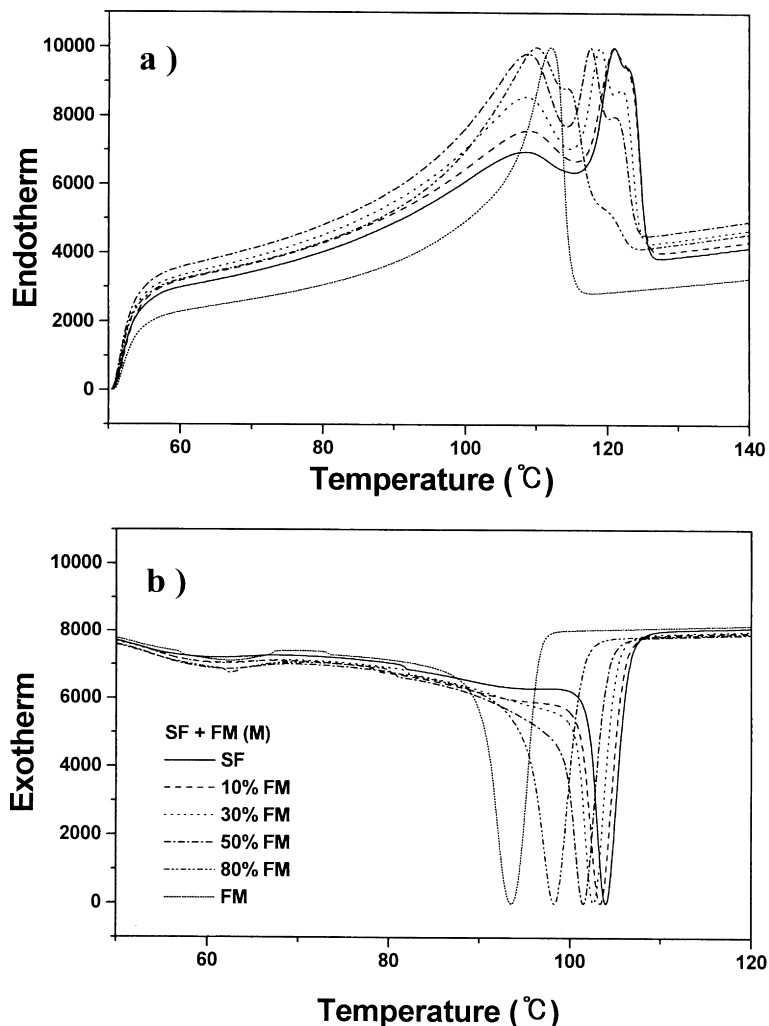 a )
10000
8000
6000
4000
2000
0
Endotherm
60
80
100
120
140
Temperature (℃)
b )
10000
8000
6000
4000
2000
0
Exotherm
SF + FM (M)
SF
10% FM
30% FM
50% FM
80% FM
FM
60
80
100
120
Temperature (℃)